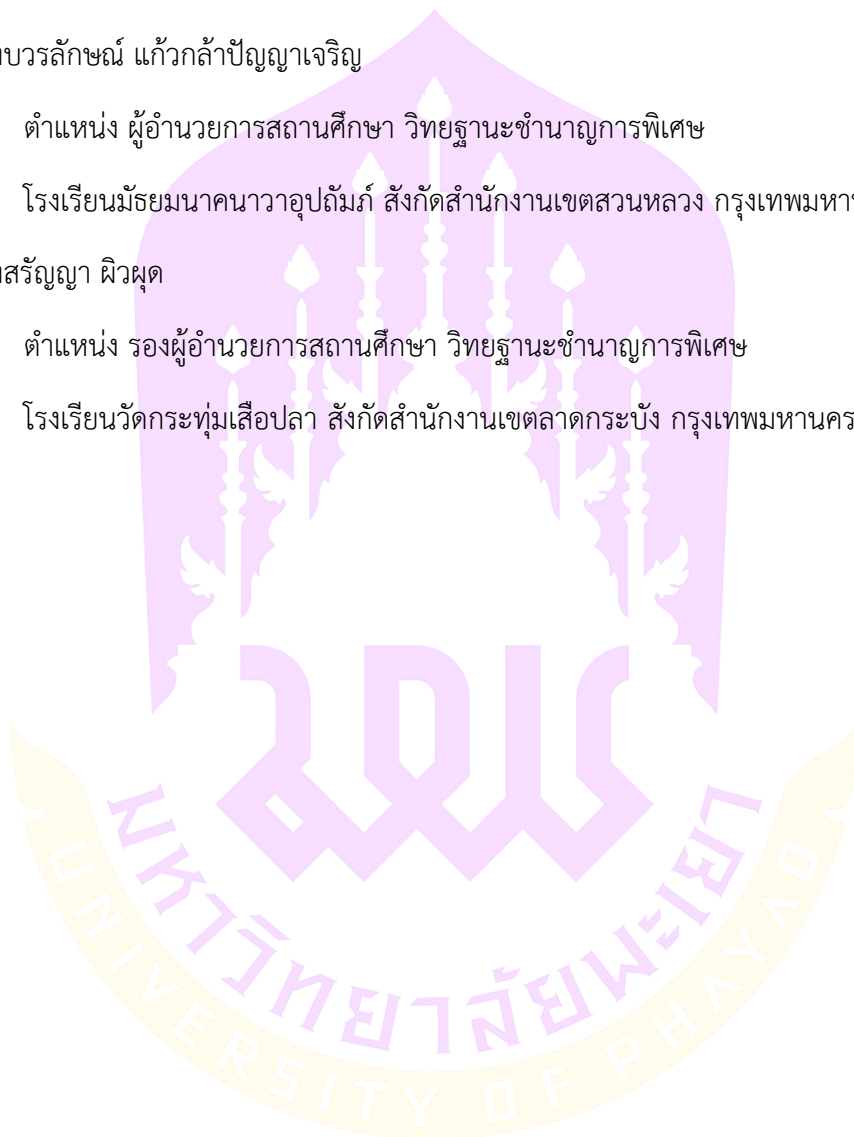 บวรลักษณ์ แก้วกล้าปัญญาเจริญ
ตำแหน่ง ผู้อำนวยการสถานศึกษา วิทยฐานะชำนาญการพิเศษ
โรงเรียนมัธยมนาคนาวาอุปถัมภ์ สังกัดสำนักงานเขตสวนหลวง กรุงเทพมหาน
สรัญญา ผิวผุด
ตำแหน่ง รองผู้อำนวยการสถานศึกษา วิทยฐานะชำนาญการพิเศษ
โรงเรียนวัดกระทุ่มเสือปลา สังกัดสำนักงานเขตลาดกระบัง กรุงเทพมหานคร
มหาวิทยาลัยพะเยา
UNIVERSITY OF PHAYAO